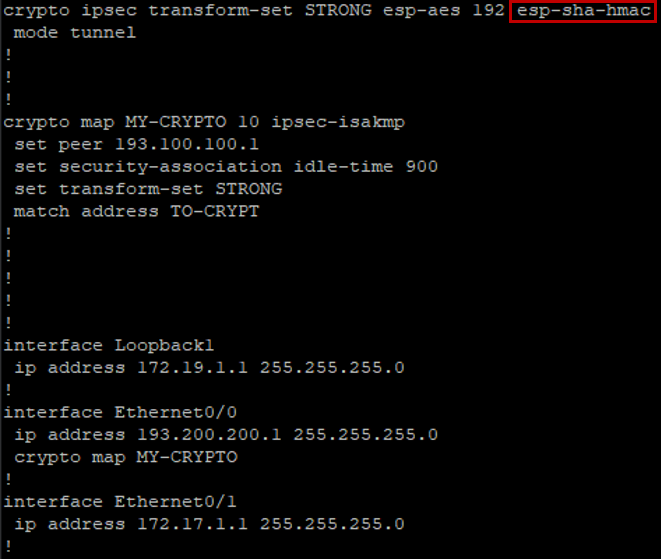 crypto ipsec transform-set STRONG esp-aes 192 esp-sha-hmac
mode tunnel
!
!
!
crypto map MY-CRYPTO 10 ipsec-isakmp
set peer 193.100.100.1
set security-association idle-time 900
set transform-set STRONG
match address TO-CRYPT
!
!
!
!
!
interface Loopback1
ip address 172.19.1.1 255.255.255.0
!
interface Ethernet0/0
ip address 193.200.200.1 255.255.255.0
crypto map MY-CRYPTO
!
interface Ethernet0/1
ip address 172.17.1.1 255.255.255.0
!